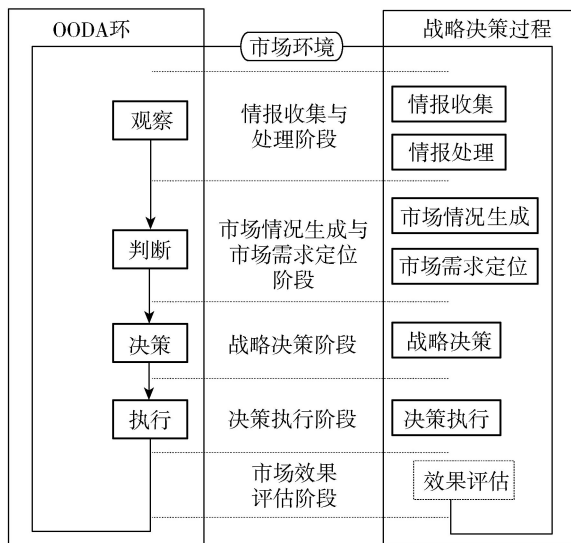 OODA环
战略决策过程
市场环境
观察
情报收集与
处理阶段
情报收集
情报处理
判断
市场情况生成与
市场需求定位
阶段
市场情况生成
市场需求定位
决策
战略决策阶段
战略决策
执行
决策执行阶段
决策执行
市场效果
评估阶段
效果评估